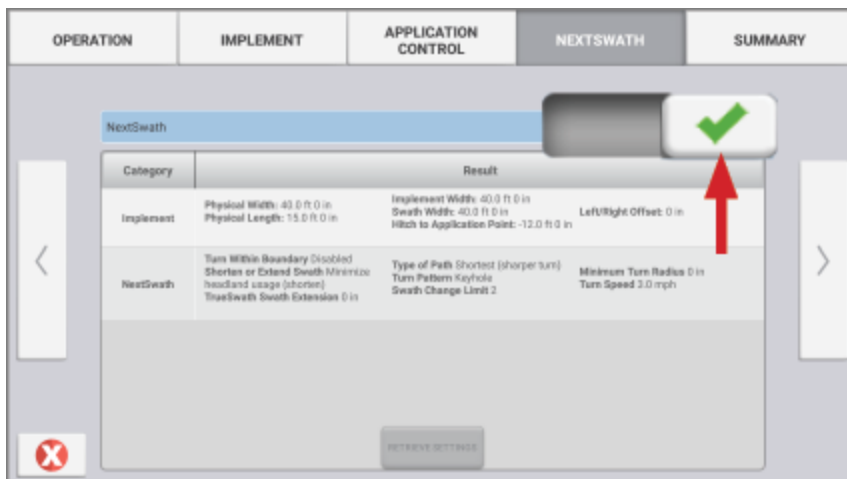 OPERATION
IMPLEMENT
APPLICATION
CONTROL
NEXTSWATH
SUMMARY
NextSwath
Category
Result
Implement
Physical Width: 40.0 ft 0 in
Physical Length: 15.0 ft 0 in
Implement Width: 40.0 ft 0 in
Swath Width: 40.0 ft 0 in
Hitch to Application Point: -12.0 ft 0 in
Left/Right Offset: 0 in
NextSwath
Turn Within Boundary Disabled
Shorten or Extend Swath Minimize
headland usage (shorten)
TrueSwath Swath Extension 0 in
Type of Path Shortest (sharper turn)
Turn Pattern Keyhole
Swath Change Limit 2
Minimum Turn Radius 0 in
Turn Speed 3.0 mph
RETRIEVE SETTINGS